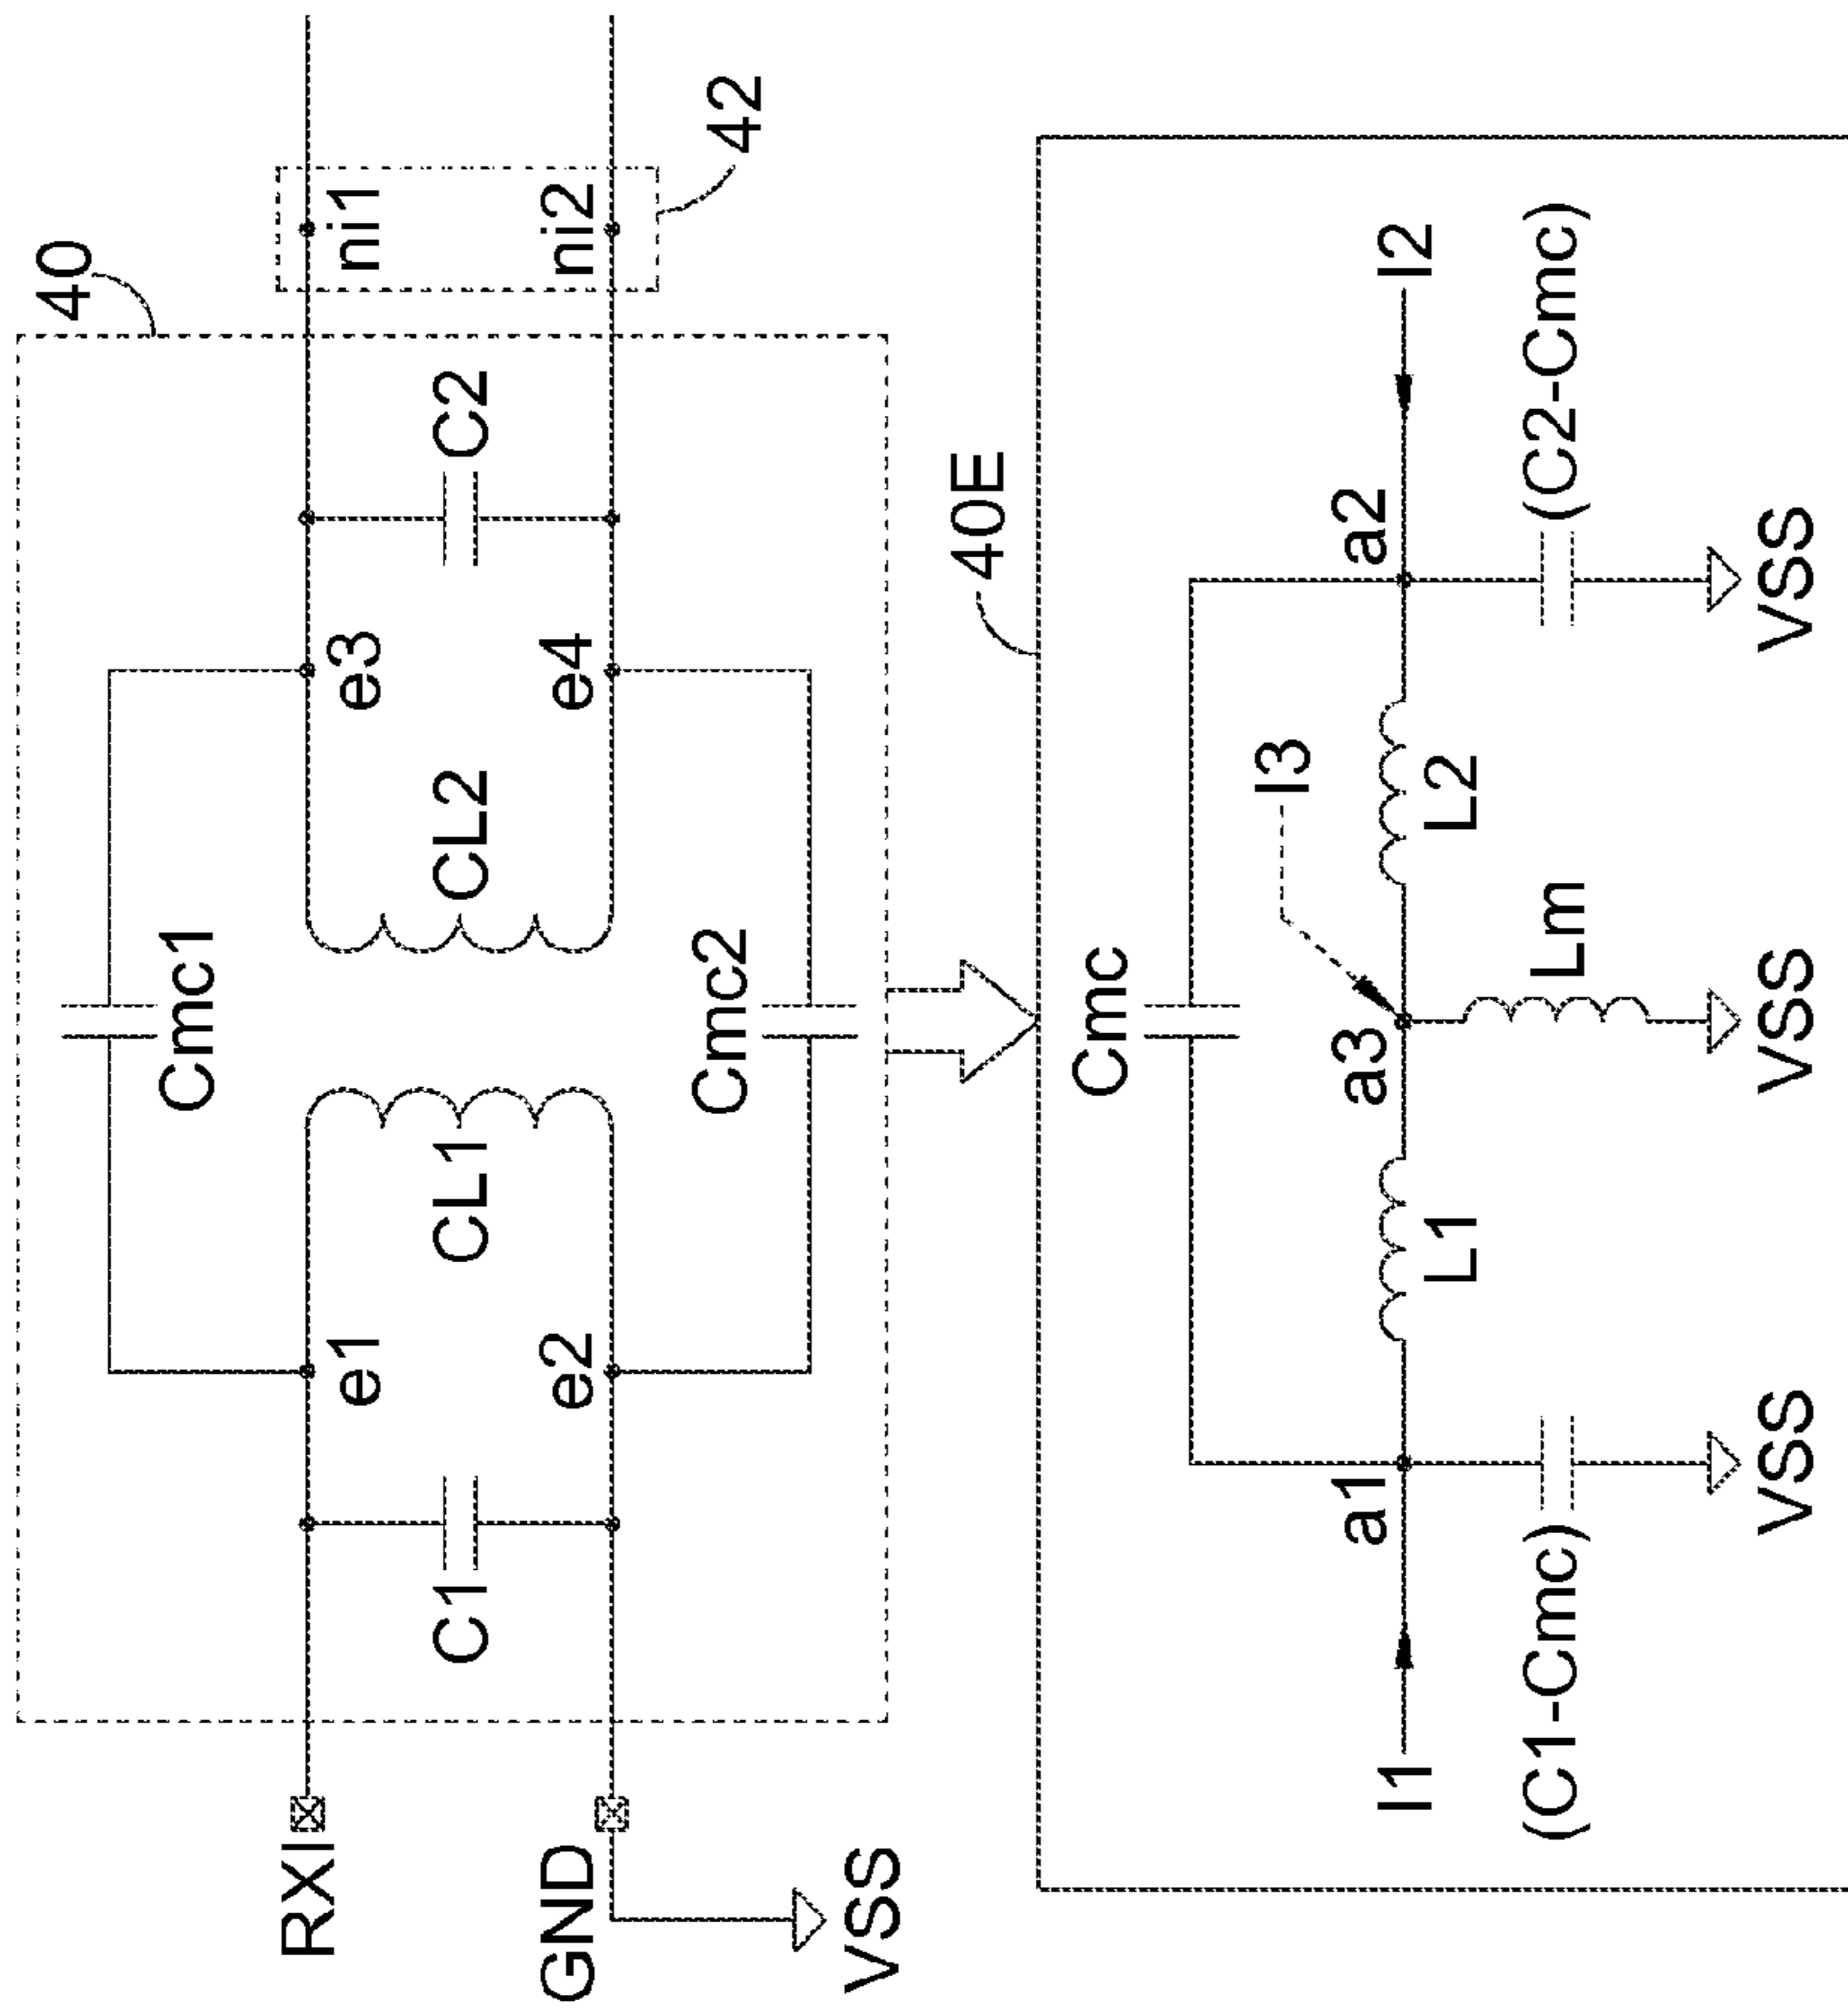 40
42
RXI
GND
VSS
C1
e1
e2
CL1
Cmc1
Cmc2
CL2
e3
e4
C2
ni1
ni2
40E
Cmc
I1
a1
(C1-Cmc)
VSS
L1
a3
I3
Lm
VSS
L2
a2
(C2-Cmc)
VSS
I2